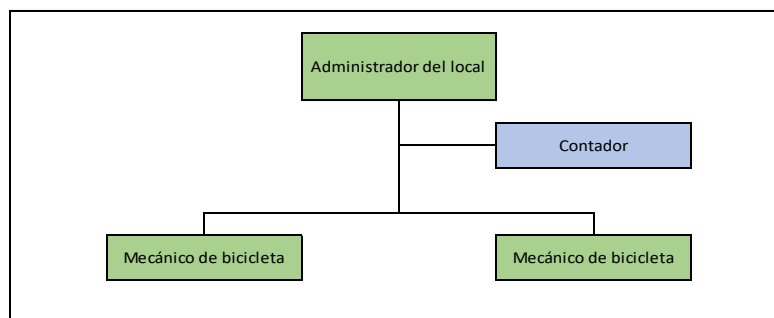 Administrador del local
Contador
Mecánico de bicicleta
Mecánico de bicicleta